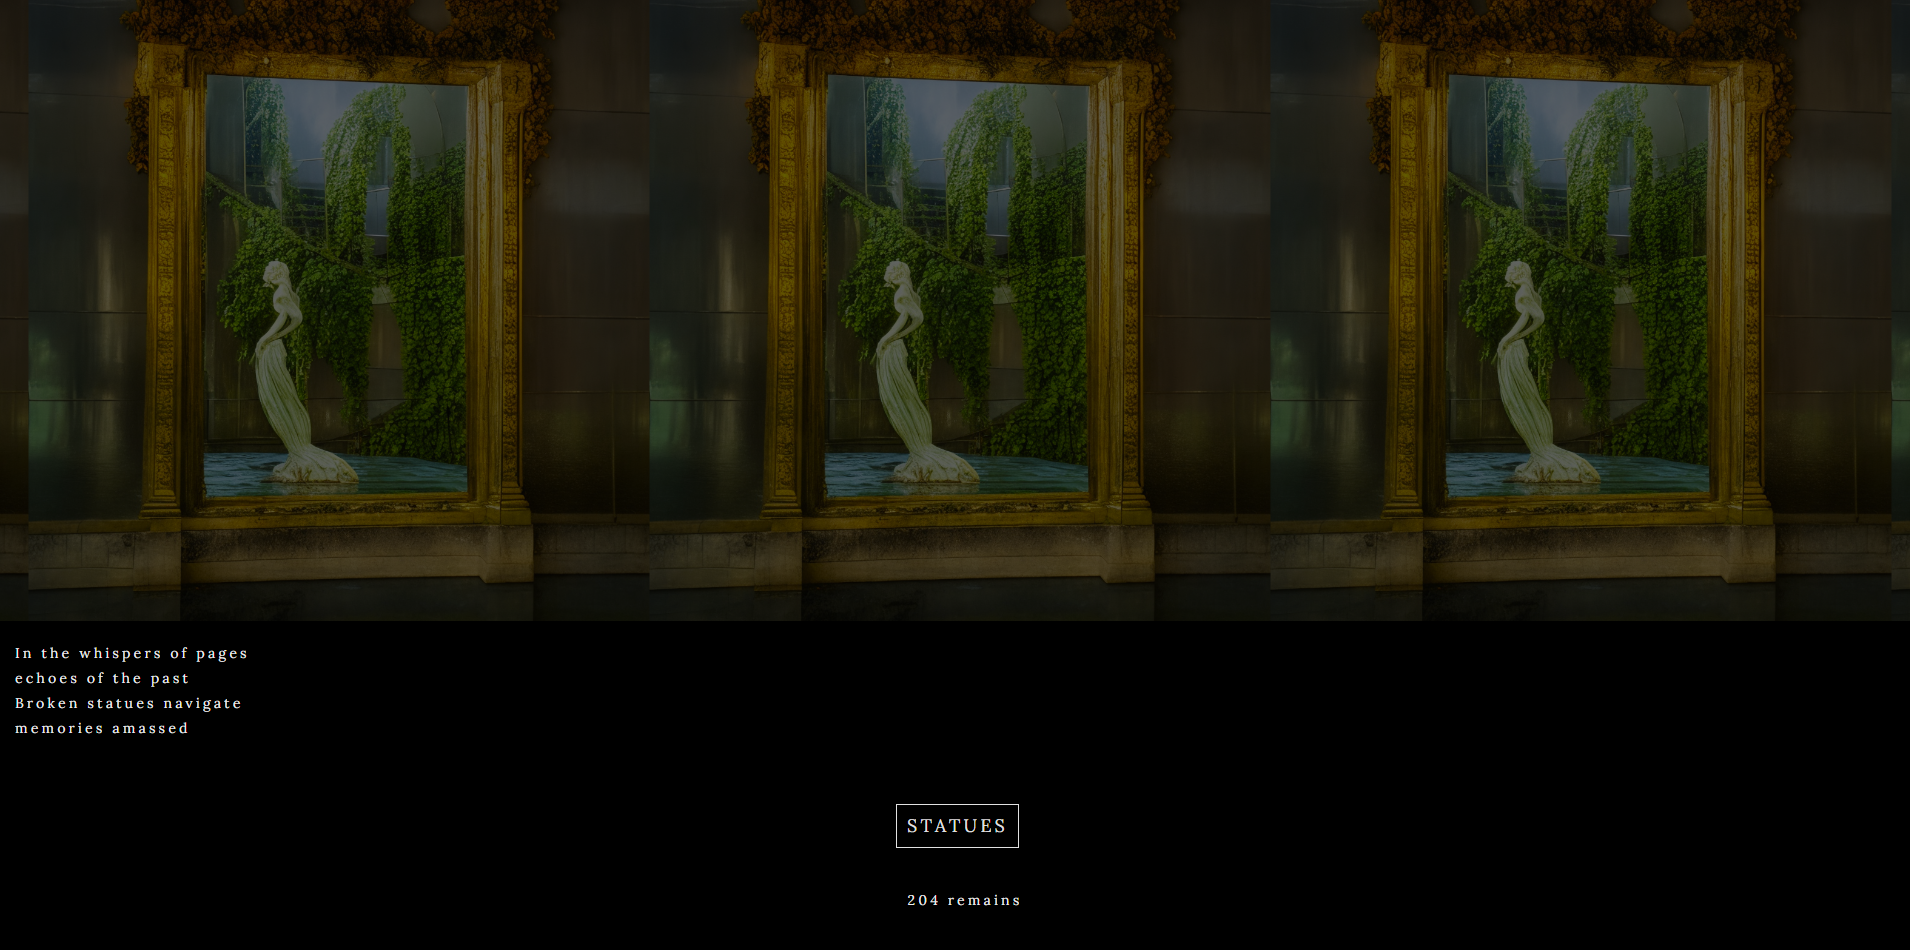 In the whispers of pages
echoes of the past
Broken statues navigate
memories amassed
STATUES
204 remains